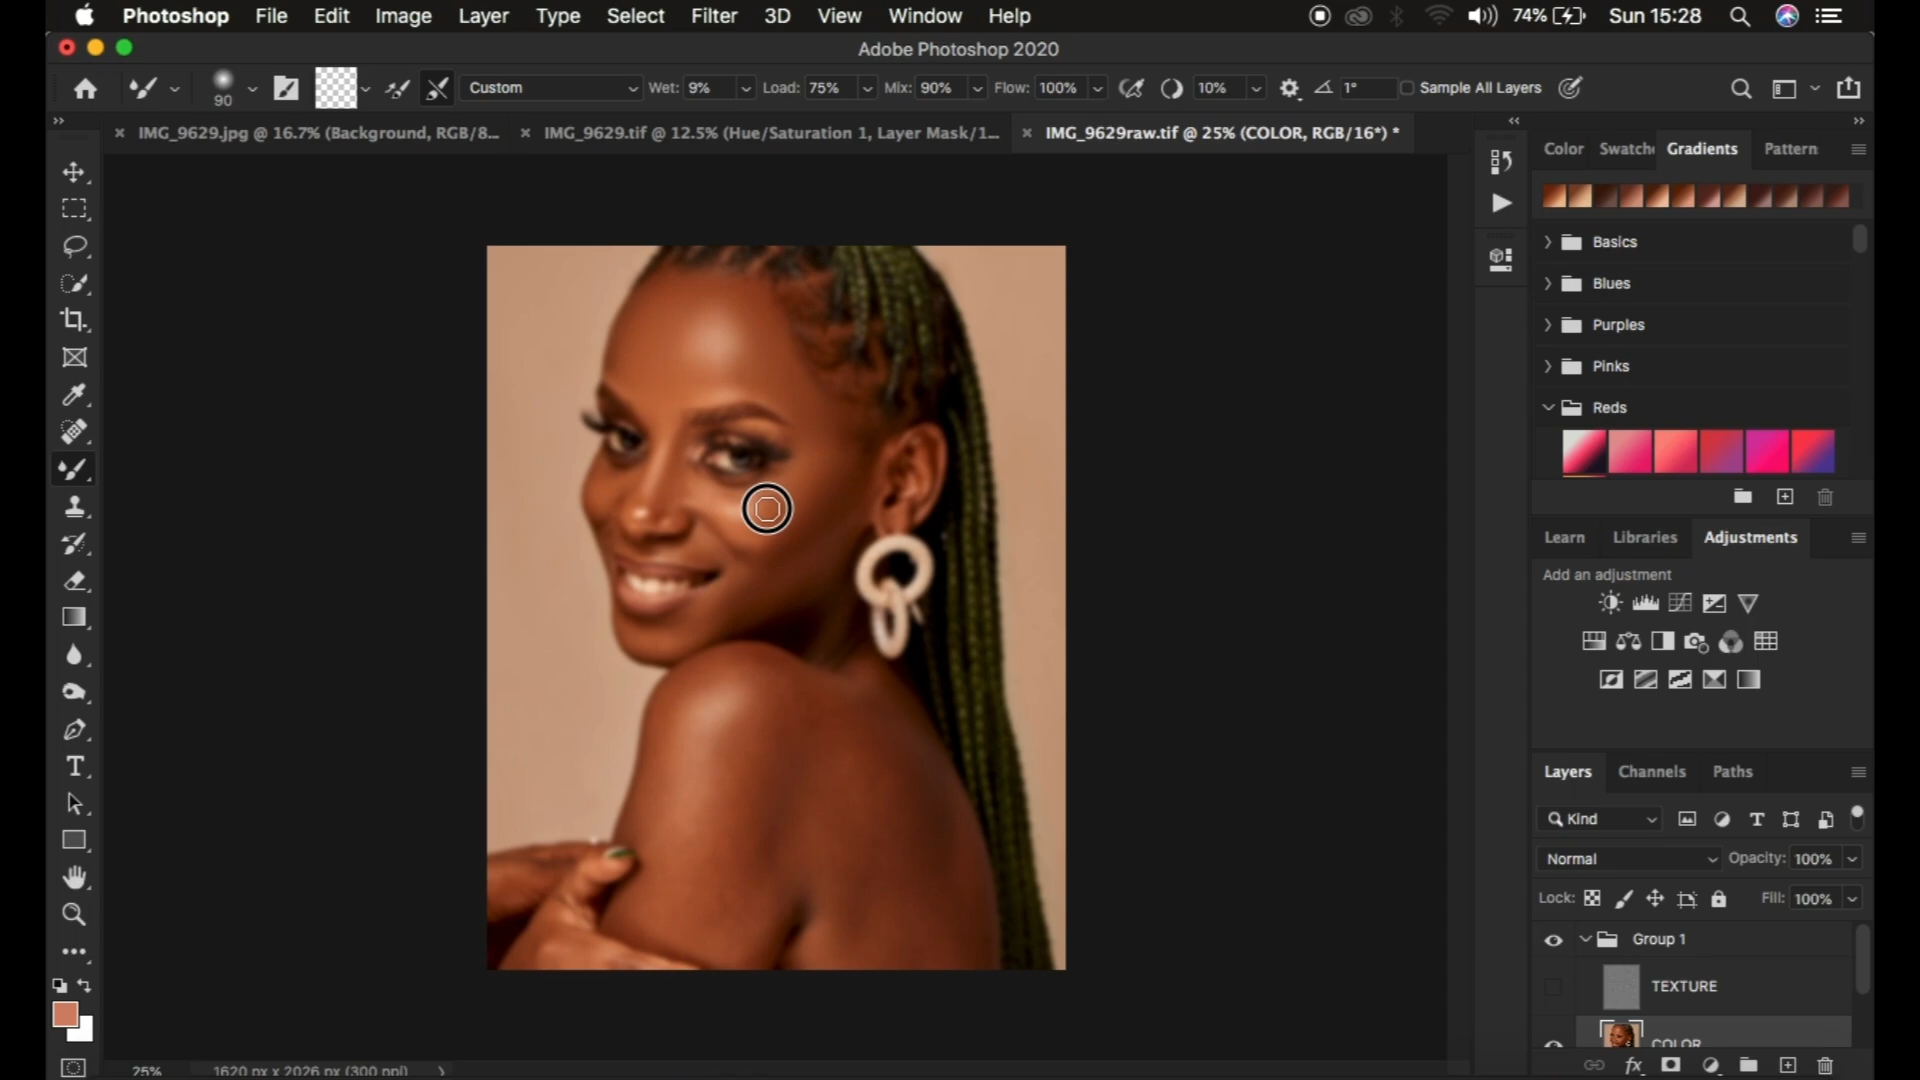 Photoshop File Edit Image Layer Type Select Filter 3D View Window Help 74% Sun 15:28
Adobe Photoshop 2020
90 Custom Wet: 9% Load: 75% Mix: 90% Flow: 100% 10% 1° Sample All Layers
IMG_9629.jpg @ 16.7% (Background, RGB/8... IMG_9629.tif @ 12.5% (Hue/Saturation 1, Layer Mask/1... IMG_9629raw.tif @ 25% (COLOR, RGB/16*) *
Color Swatche Gradients Pattern
Basics
Blues
Purples
Pinks
Reds
Learn Libraries Adjustments
Add an adjustment
Layers Channels Paths
Kind
Normal Opacity: 100%
Lock: Fill: 100%
Group 1
TEXTURE
COLOR
25% 1620 px x 2026 px (300 ppi)